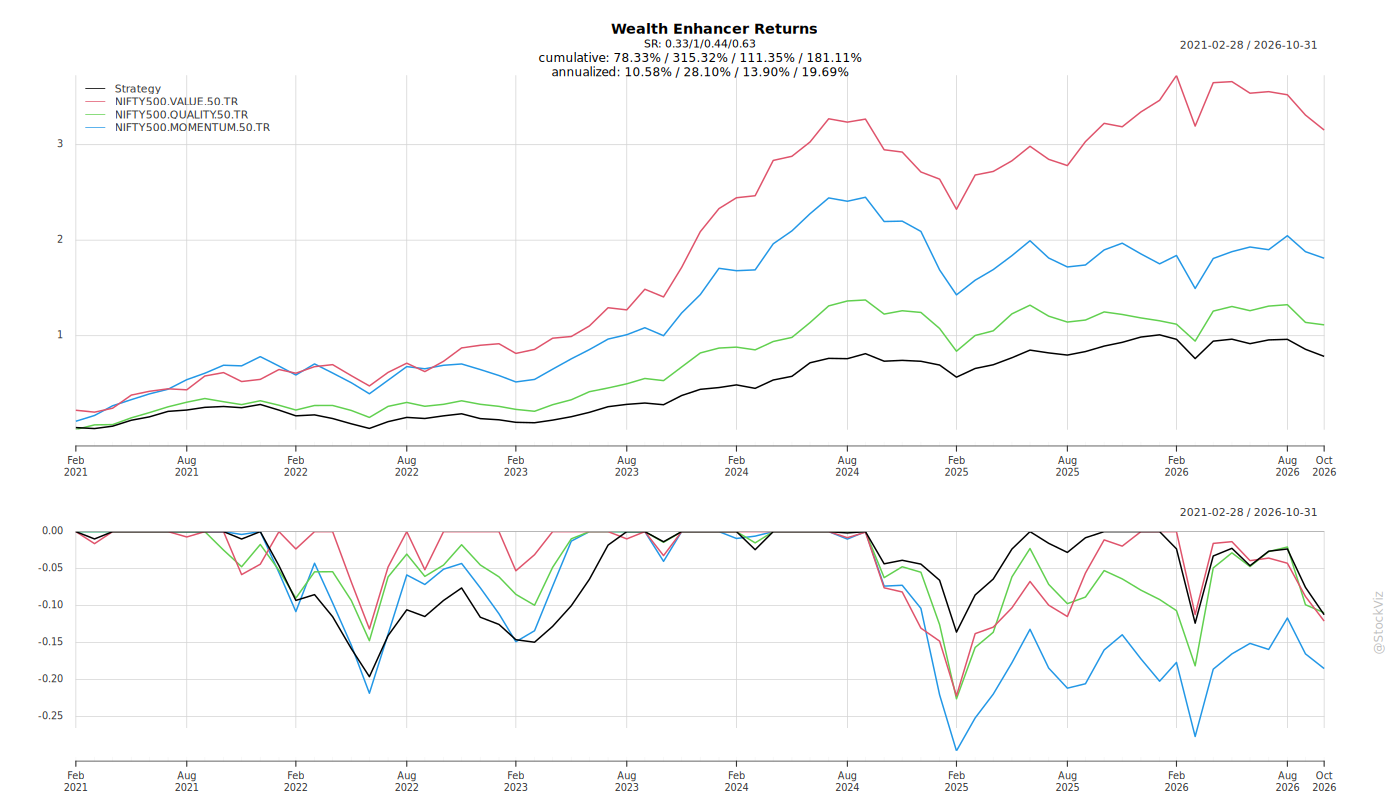 Wealth Enhancer Returns
SR: 0.33/1/0.44/0.63
cumulative: 78.33% / 315.32% / 111.35% / 181.11%
annualized: 10.58% / 28.10% / 13.90% / 19.69%
2021-02-28 / 2026-10-31
Strategy
NIFTY500.VALUE.50.TR
NIFTY500.QUALITY.50.TR
NIFTY500.MOMENTUM.50.TR
3
2
1
Feb Aug Feb Aug Feb Aug Feb Aug Feb Aug Feb Aug Oct
2021 2021 2022 2022 2023 2023 2024 2024 2025 2025 2026 2026 2026
2021-02-28 / 2026-10-31
0.00
-0.05
-0.10
-0.15
-0.20
-0.25
Feb Aug Feb Aug Feb Aug Feb Aug Feb Aug Feb Aug Oct
2021 2021 2022 2022 2023 2023 2024 2024 2025 2025 2026 2026 2026
@StockViz